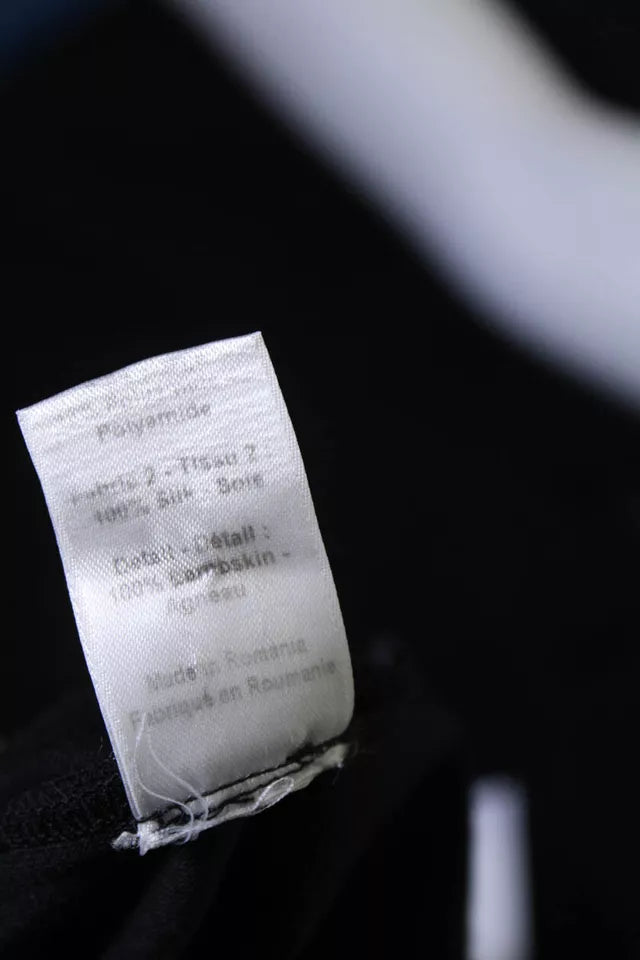 Polyamide
Fabric 2 - Tissu 2 :
100% Silk - Soie
Detail - Détail :
100% Lambskin -
Agneau
Made in Romania
Fabriqué en Roumanie